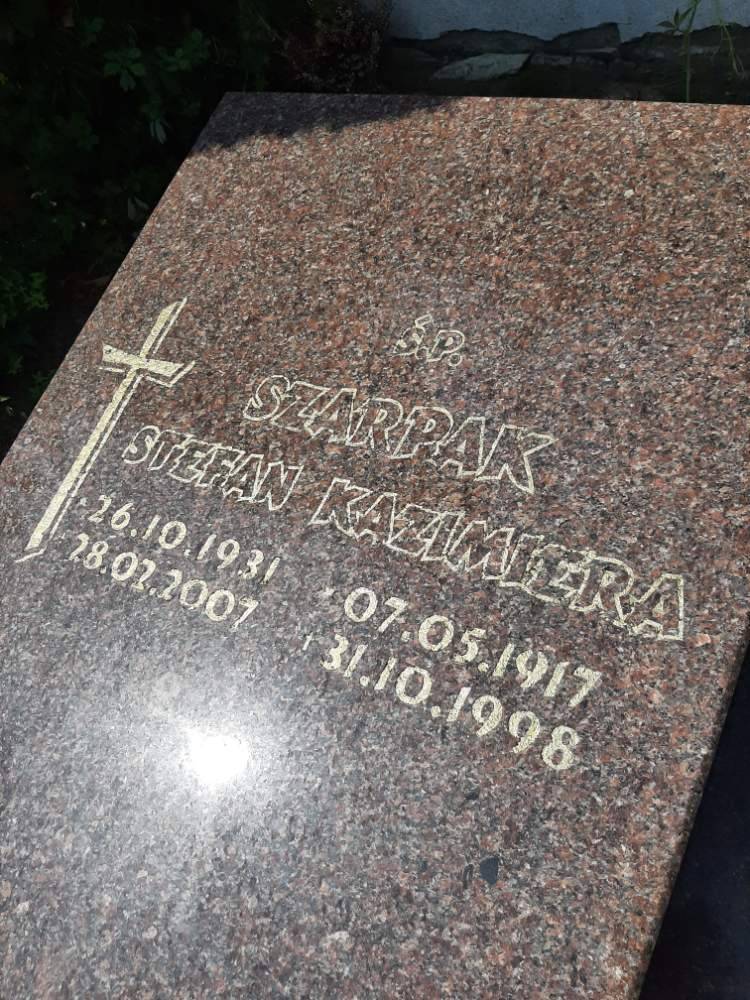 Ś.P.
SZARPAK
STEFAN KAZIMIERA
* 26.10.1931 * 07.05.1917
28.02.2007 † 31.10.1998